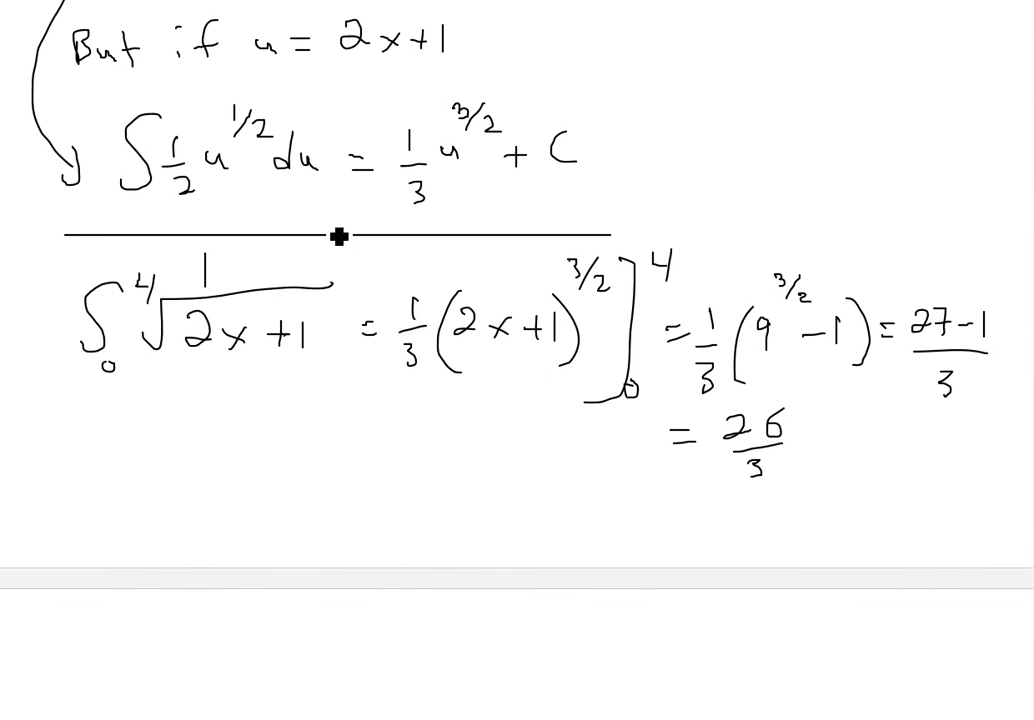 But if u = 2x+1
∫ 1/2 u^1/2 du = 1/3 u^3/2 + C
1
∫₀⁴ √2x+1 = 1/3 (2x+1)^3/2 ]₀⁴ = 1/3 (9^3/2 - 1) = 27-1/3
= 26/3